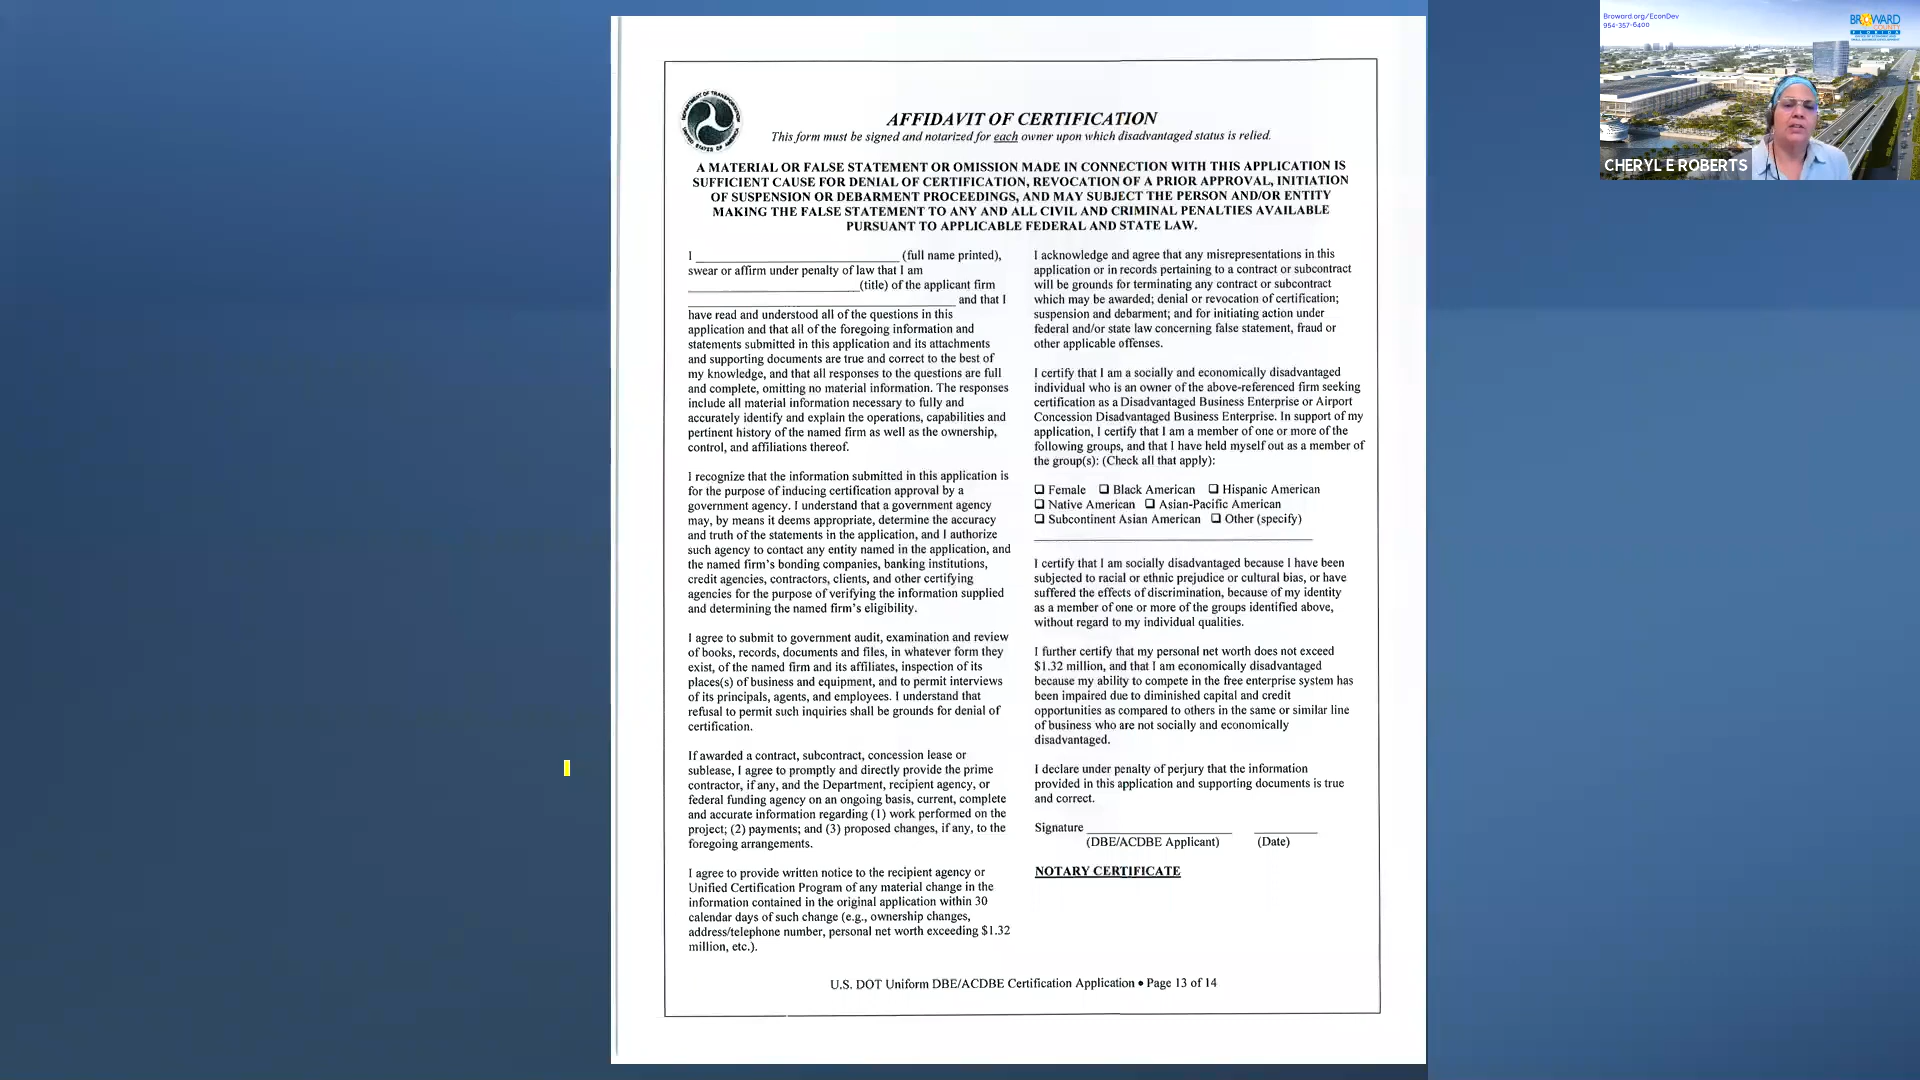 AFFIDAVIT OF CERTIFICATION
This form must be signed and notarized for each owner upon which disadvantaged status is relied.
A MATERIAL OR FALSE STATEMENT OR OMISSION MADE IN CONNECTION WITH THIS APPLICATION IS
SUFFICIENT CAUSE FOR DENIAL OF CERTIFICATION, REVOCATION OF A PRIOR APPROVAL, INITIATION
OF SUSPENSION OR DEBARMENT PROCEEDINGS, AND MAY SUBJECT THE PERSON AND/OR ENTITY
MAKING THE FALSE STATEMENT TO ANY AND ALL CIVIL AND CRIMINAL PENALTIES AVAILABLE
PURSUANT TO APPLICABLE FEDERAL AND STATE LAW.
I ______________________________ (full name printed),
swear or affirm under penalty of law that I am
_________________________(title) of the applicant firm
_______________________________________ and that I
have read and understood all of the questions in this
application and that all of the foregoing information and
statements submitted in this application and its attachments
and supporting documents are true and correct to the best of
my knowledge, and that all responses to the questions are full
and complete, omitting no material information. The responses
include all material information necessary to fully and
accurately identify and explain the operations, capabilities and
pertinent history of the named firm as well as the ownership,
control, and affiliations thereof.
I recognize that the information submitted in this application is
for the purpose of inducing certification approval by a
government agency. I understand that a government agency
may, by means it deems appropriate, determine the accuracy
and truth of the statements in the application, and I authorize
such agency to contact any entity named in the application, and
the named firm's bonding companies, banking institutions,
credit agencies, contractors, clients, and other certifying
agencies for the purpose of verifying the information supplied
and determining the named firm's eligibility.
I agree to submit to government audit, examination and review
of books, records, documents and files, in whatever form they
exist, of the named firm and its affiliates, inspection of its
places(s) of business and equipment, and to permit interviews
of its principals, agents, and employees. I understand that
refusal to permit such inquiries shall be grounds for denial of
certification.
If awarded a contract, subcontract, concession lease or
sublease, I agree to promptly and directly provide the prime
contractor, if any, and the Department, recipient agency, or
federal funding agency on an ongoing basis, current, complete
and accurate information regarding (1) work performed on the
project; (2) payments; and (3) proposed changes, if any, to the
foregoing arrangements.
I agree to provide written notice to the recipient agency or
Unified Certification Program of any material change in the
information contained in the original application within 30
calendar days of such change (e.g., ownership changes,
address/telephone number, personal net worth exceeding $1.32
million, etc.).
I acknowledge and agree that any misrepresentations in this
application or in records pertaining to a contract or subcontract
will be grounds for terminating any contract or subcontract
which may be awarded; denial or revocation of certification;
suspension and debarment; and for initiating action under
federal and/or state law concerning false statement, fraud or
other applicable offenses.
I certify that I am a socially and economically disadvantaged
individual who is an owner of the above-referenced firm seeking
certification as a Disadvantaged Business Enterprise or Airport
Concession Disadvantaged Business Enterprise. In support of my
application, I certify that I am a member of one or more of the
following groups, and that I have held myself out as a member of
the group(s): (Check all that apply):
❑ Female ❑ Black American ❑ Hispanic American
❑ Native American ❑ Asian-Pacific American
❑ Subcontinent Asian American ❑ Other (specify)
I certify that I am socially disadvantaged because I have been
subjected to racial or ethnic prejudice or cultural bias, or have
suffered the effects of discrimination, because of my identity
as a member of one or more of the groups identified above,
without regard to my individual qualities.
I further certify that my personal net worth does not exceed
$1.32 million, and that I am economically disadvantaged
because my ability to compete in the free enterprise system has
been impaired due to diminished capital and credit
opportunities as compared to others in the same or similar line
of business who are not socially and economically
disadvantaged.
I declare under penalty of perjury that the information
provided in this application and supporting documents is true
and correct.
Signature ______________________ __________
(DBE/ACDBE Applicant) (Date)
NOTARY CERTIFICATE
U.S. DOT Uniform DBE/ACDBE Certification Application • Page 13 of 14
Broward.org/EconDev
954-357-6400
BROWARD
COUNTY
FLORIDA
CHERYL E ROBERTS